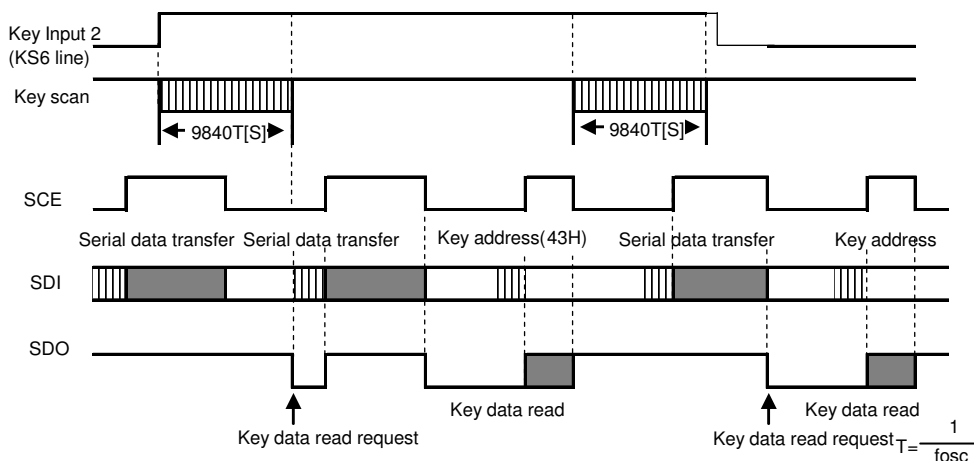 Key Input 2
(KS6 line)
Key scan
9840T[S]
9840T[S]
SCE
Serial data transfer
Serial data transfer
Key address(43H)
Serial data transfer
Key address
SDI
SDO
Key data read
Key data read
Key data read request
Key data read request
T= 1
fosc